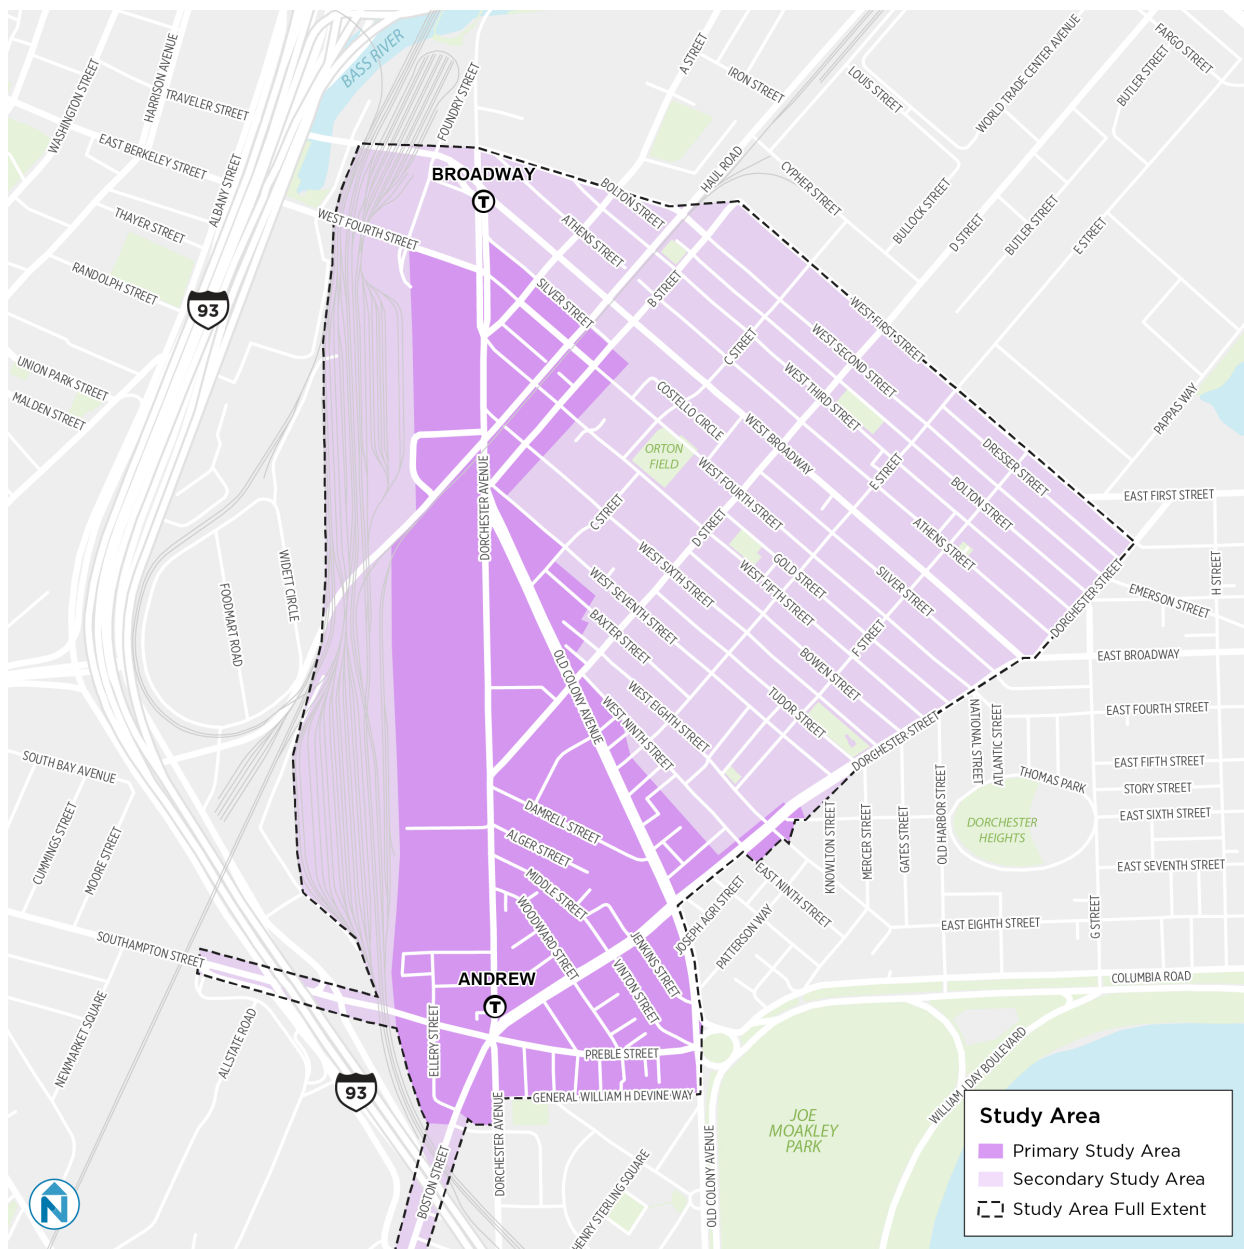 BASS RIVER
FOUNDRY STREET
A STREET
IRON STREET
LOUIS STREET
WORLD TRADE CENTER AVENUE
FARGO STREET
BUTLER STREET
WASHINGTON STREET
HARRISON AVENUE
TRAVELER STREET
EAST BERKELEY STREET
ALBANY STREET
THAYER STREET
RANDOLPH STREET
UNION PARK STREET
MALDEN STREET
93
BROADWAY
T
WEST FOURTH STREET
BOLTON STREET
ATHENS STREET
SILVER STREET
HAUL ROAD
CYPHER STREET
BULLOCK STREET
D STREET
BUTLER STREET
E STREET
B STREET
C STREET
WEST FIRST STREET
WEST SECOND STREET
WEST THIRD STREET
COSTELLO CIRCLE
WEST BROADWAY
PAPPAS WAY
ORTON
FIELD
WEST FOURTH STREET
E STREET
DRESSER STREET
BOLTON STREET
ATHENS STREET
EAST FIRST STREET
DORCHESTER AVENUE
C STREET
D STREET
WEST SIXTH STREET
GOLD STREET
WEST FIFTH STREET
SILVER STREET
DORCHESTER STREET
EMERSON STREET
H STREET
WEST SEVENTH STREET
BAXTER STREET
F STREET
BOWEN STREET
TUDOR STREET
WIDETT CIRCLE
FOODMART ROAD
OLD COLONY AVENUE
WEST EIGHTH STREET
WEST NINTH STREET
DORCHESTER STREET
EAST BROADWAY
EAST FOURTH STREET
NATIONAL STREET
ATLANTIC STREET
EAST FIFTH STREET
THOMAS PARK
STORY STREET
EAST SIXTH STREET
DORCHESTER
HEIGHTS
EAST SEVENTH STREET
OLD HARBOR STREET
GATES STREET
MERCER STREET
KNOWLTON STREET
SOUTH BAY AVENUE
CUMMINGS STREET
MOORE STREET
DAMRELL STREET
ALGER STREET
MIDDLE STREET
WOODWARD STREET
EAST NINTH STREET
JOSEPH AGRI STREET
PATTERSON WAY
EAST EIGHTH STREET
G STREET
JENKINS STREET
VINTON STREET
SOUTHAMPTON STREET
ANDREW
T
COLUMBIA ROAD
NEWMARKET SQUARE
ALLSTATE ROAD
ELLERY STREET
PREBLE STREET
GENERAL WILLIAM H DEVINE WAY
93
WILLIAM J DAY BOULEVARD
JOE
MOAKLEY
PARK
DORCHESTER AVENUE
BOSTON STREET
HENRY STERLING SQUARE
OLD COLONY AVENUE
N
Study Area
Primary Study Area
Secondary Study Area
Study Area Full Extent